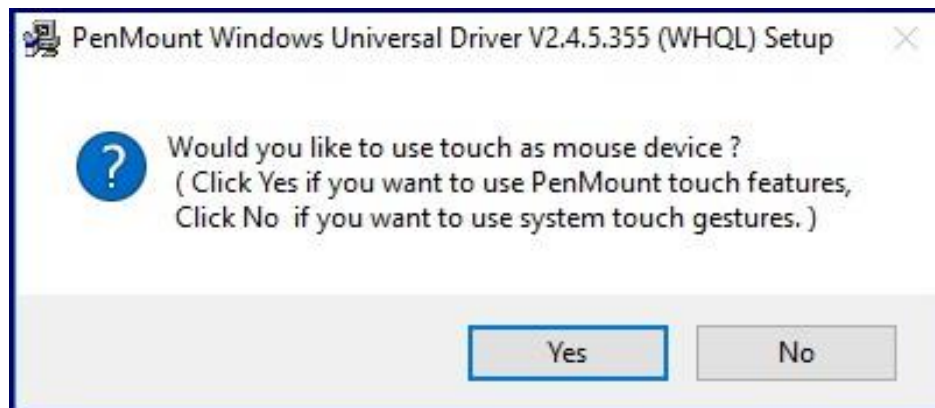 PenMount Windows Universal Driver V2.4.5.355 (WHQL) Setup
Would you like to use touch as mouse device ?
( Click Yes if you want to use PenMount touch features,
Click No  if you want to use system touch gestures. )
Yes
No